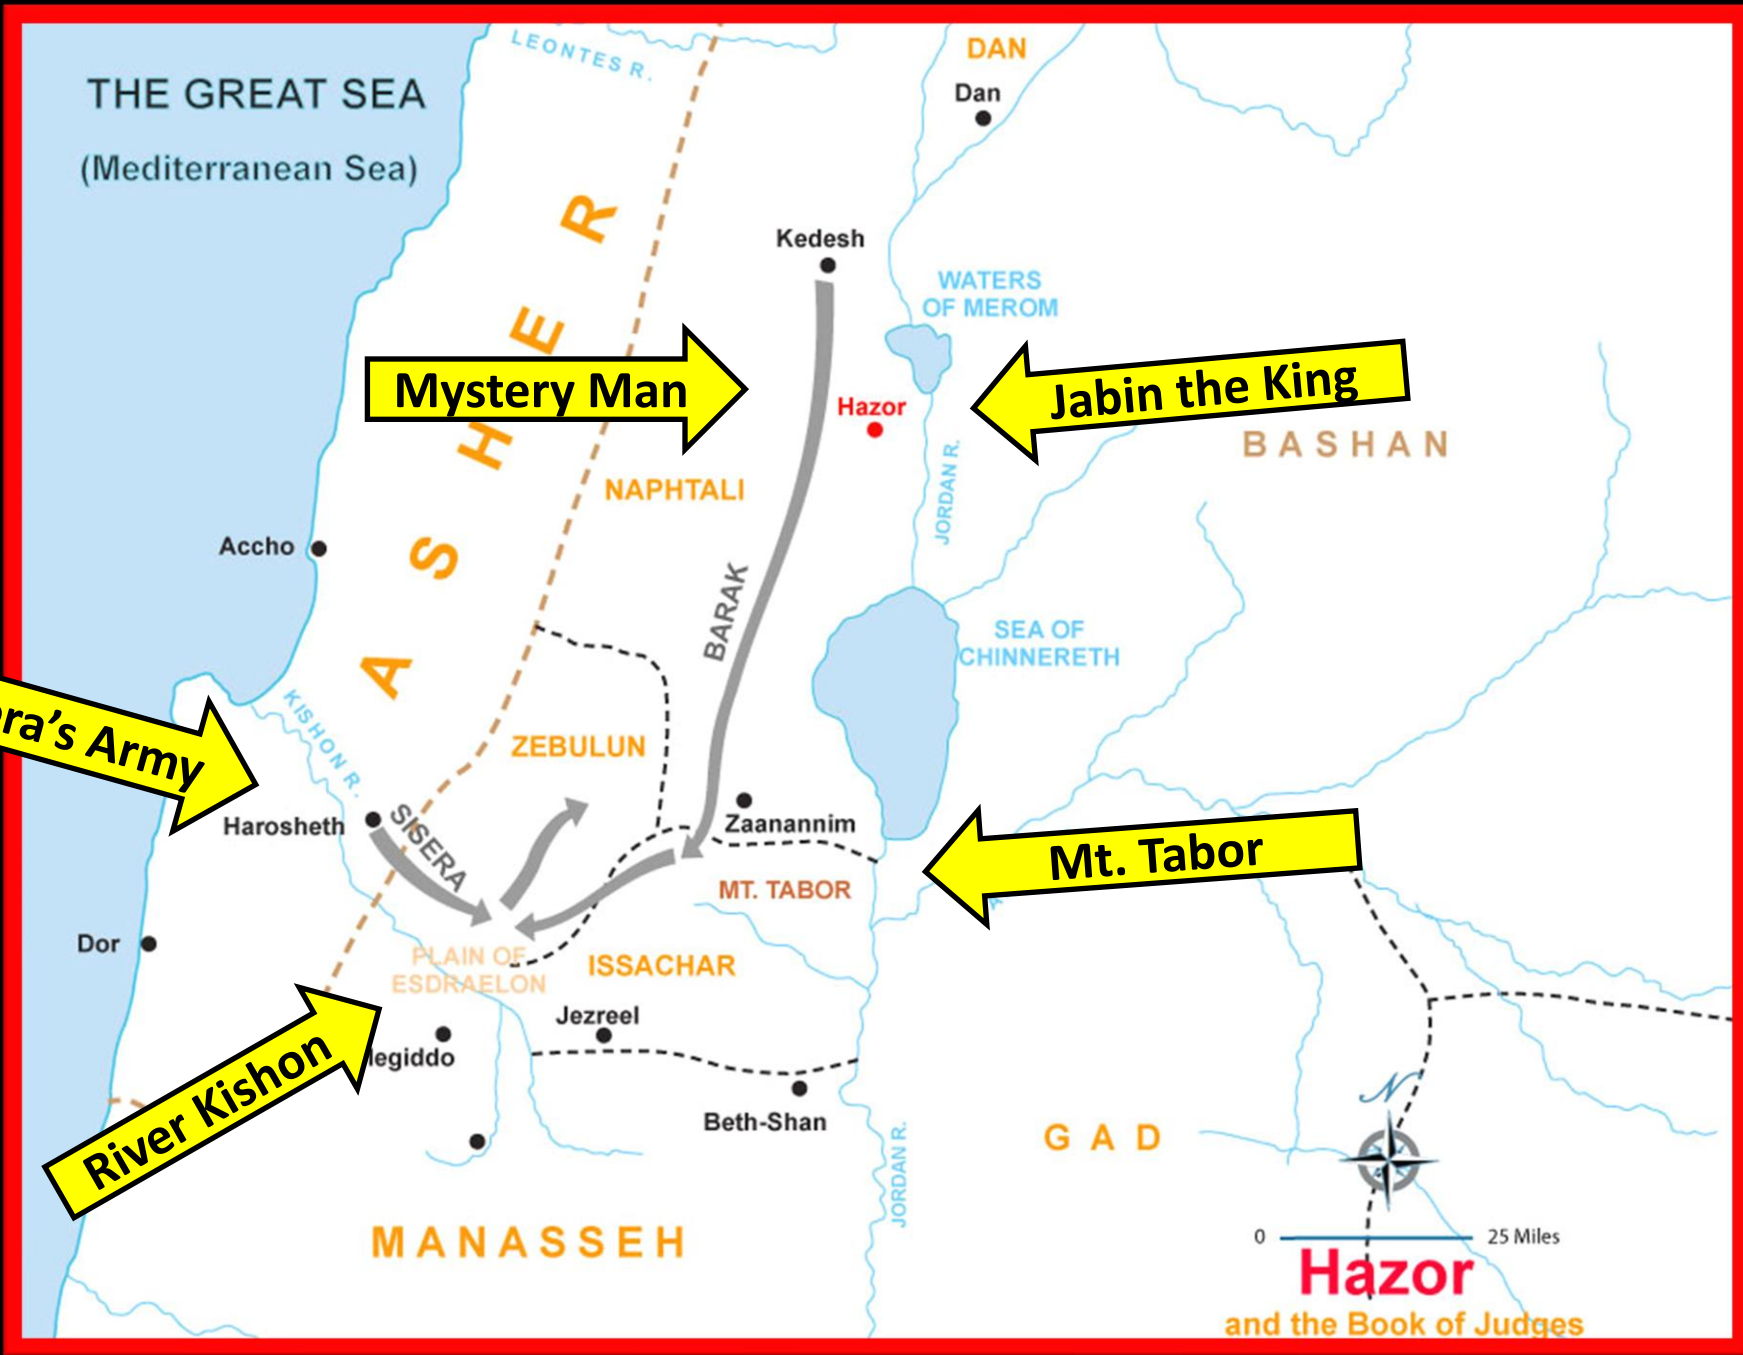 LEONTES R.
DAN
THE GREAT SEA
Dan
(Mediterranean Sea)
ASHER
Kedesh
WATERS
OF MEROM
Mystery Man
Jabin the King
Hazor
BASHAN
NAPHTALI
JORDAN R.
Accho
BARAK
SEA OF
CHINNERETH
era's Army
KISHON R.
ZEBULUN
Harosheth
SISERA
Zaanannim
Mt. Tabor
MT. TABOR
Dor
PLAIN OF
ESDRAELON
ISSACHAR
Jezreel
River Kishon
legiddo
Beth-Shan
N
GAD
JORDAN R.
MANASSEH
0 25 Miles
Hazor
and the Book of Judges